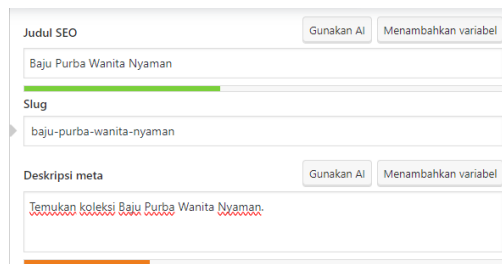 Judul SEO
Gunakan AI
Menambahkan variabel
Baju Purba Wanita Nyaman
Slug
baju-purba-wanita-nyaman
Deskripsi meta
Gunakan AI
Menambahkan variabel
Temukan koleksi Baju Purba Wanita Nyaman.